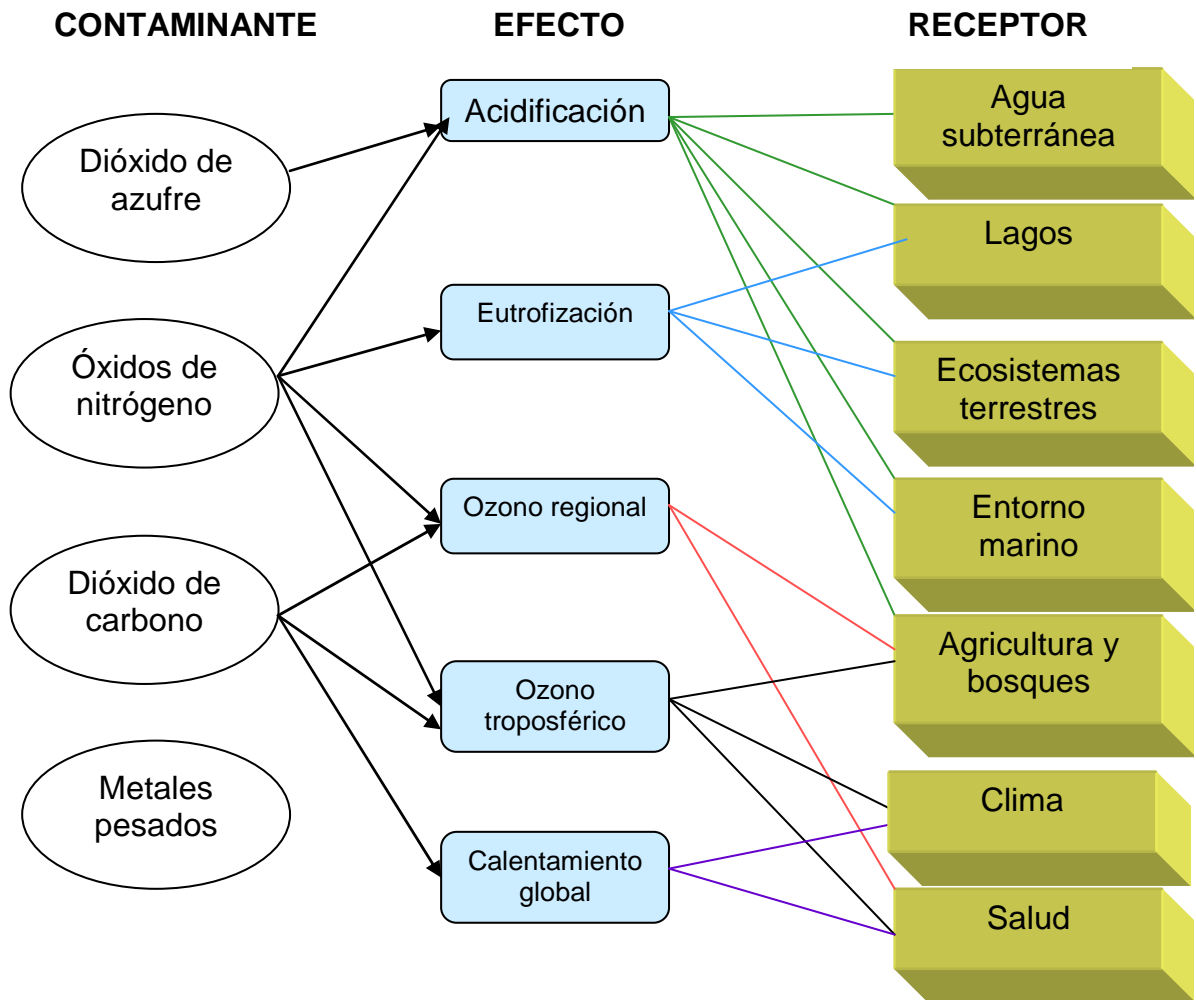 CONTAMINANTE
EFECTO
RECEPTOR
Dióxido de
azufre
Óxidos de
nitrógeno
Dióxido de
carbono
Metales
pesados
Acidificación
Eutrofización
Ozono regional
Ozono
troposférico
Calentamiento
global
Agua
subterránea
Lagos
Ecosistemas
terrestres
Entorno
marino
Agricultura y
bosques
Clima
Salud